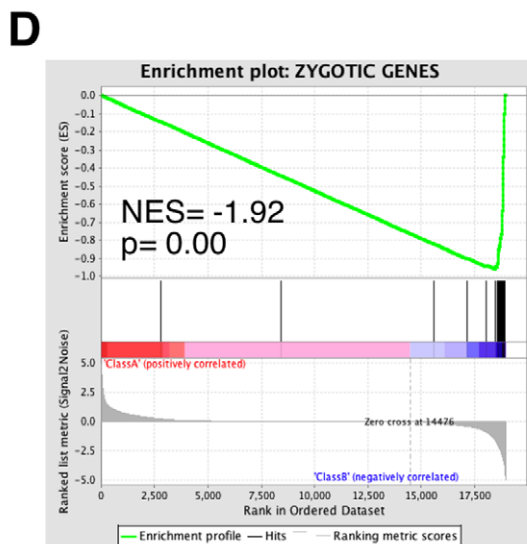 D
Enrichment plot: ZYGOTIC GENES
Enrichment score (ES)
0.0
-0.1
-0.2
-0.3
-0.4
-0.5
-0.6
-0.7
-0.8
-0.9
-1.0
NES= -1.92
p= 0.00
Ranked list metric (Signal2Noise)
5.0
2.5
0.0
-2.5
-5.0
'ClassA' (positively correlated)
Zero cross at 14476
'ClassB' (negatively correlated)
0 2,500 5,000 7,500 10,000 12,500 15,000 17,500
Rank in Ordered Dataset
Enrichment profile Hits Ranking metric scores